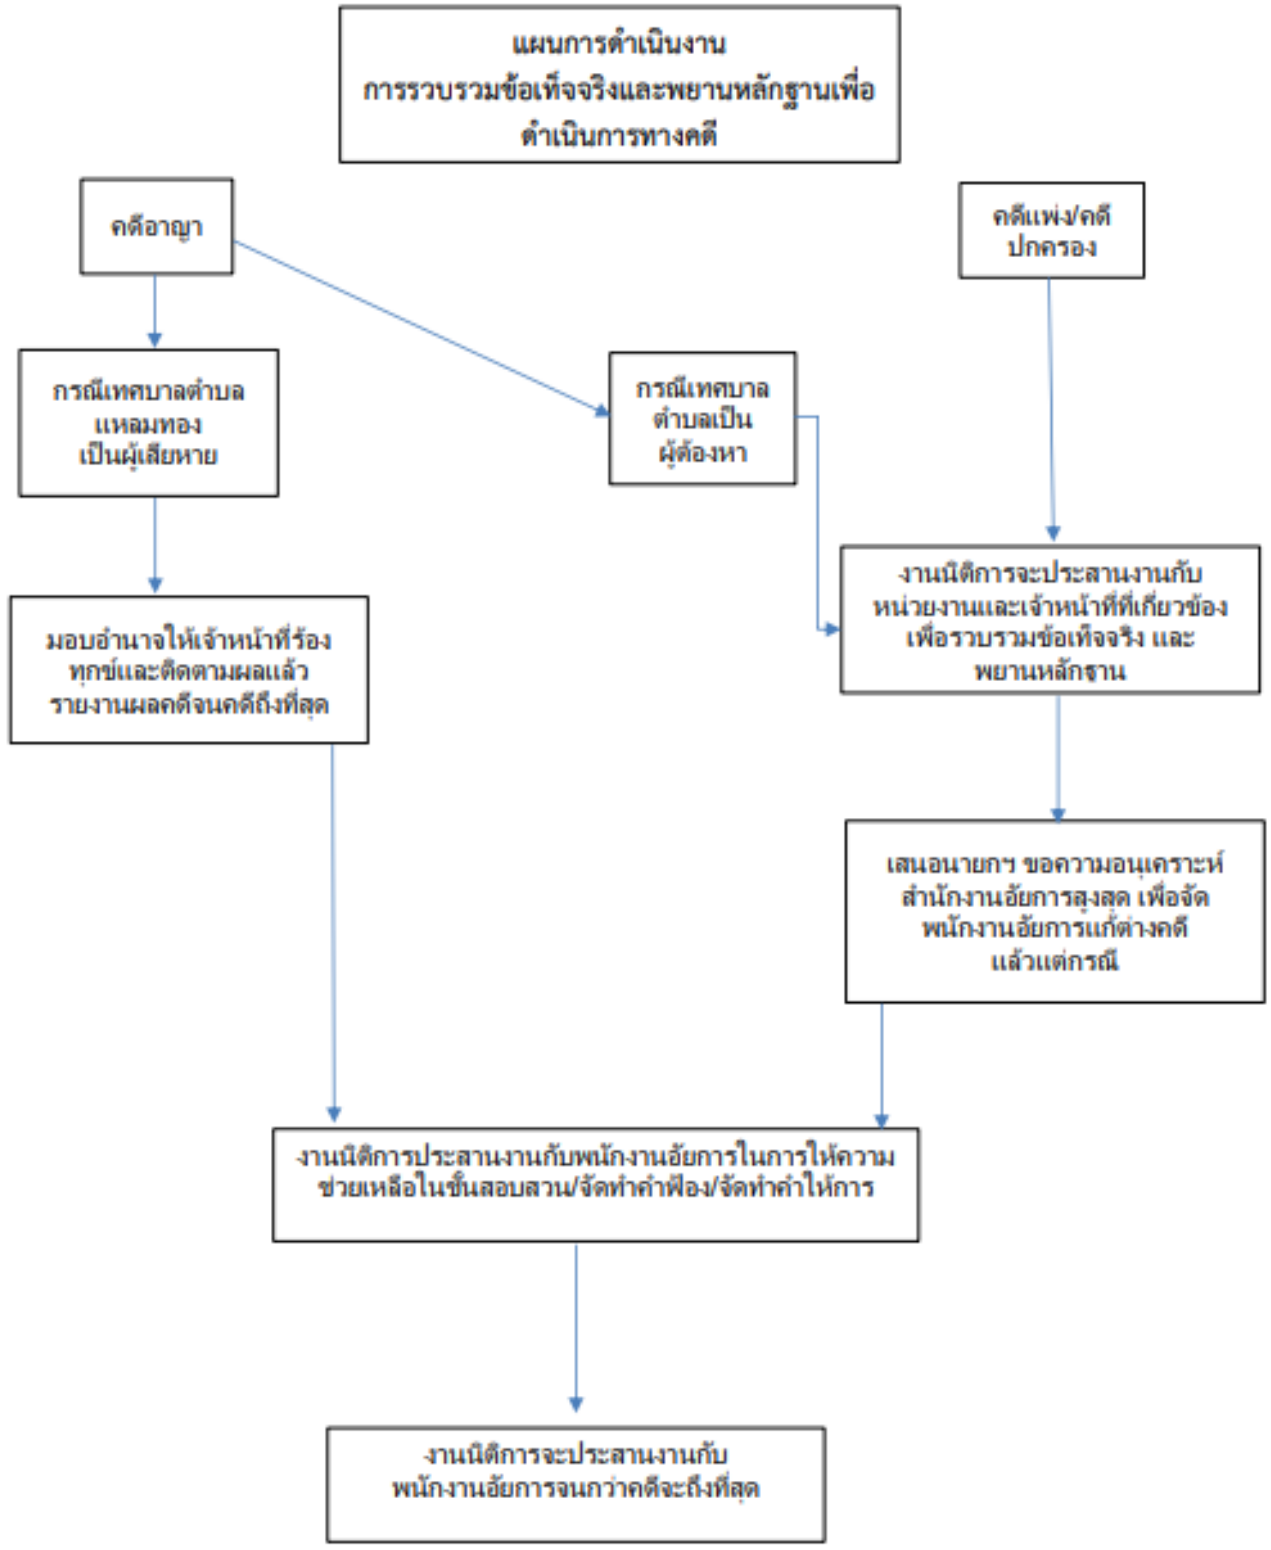 แผนการดำเนินงาน
การรวบรวมข้อเท็จจริงและพยานหลักฐานเพื่อ
ดำเนินการทางคดี
คดีอาญา
คดีแพ่ง/คดี
ปกครอง
กรณีเทศบาลตำบล
แหลมทอง
เป็นผู้เสียหาย
กรณีเทศบาล
ตำบลเป็น
ผู้ต้องหา
งานนิติการจะประสานงานกับ
หน่วยงานและเจ้าหน้าที่ที่เกี่ยวข้อง
เพื่อรวบรวมข้อเท็จจริง และ
พยานหลักฐาน
มอบอำนาจให้เจ้าหน้าที่ร้อง
ทุกข์และติดตามผลแล้ว
รายงานผลคดีจนคดีถึงที่สุด
เสนอนายกฯ ขอความอนุเคราะห์
สำนักงานอัยการสูงสุด เพื่อจัด
พนักงานอัยการแก้ต่างคดี
แล้วแต่กรณี
งานนิติการประสานงานกับพนักงานอัยการในการให้ความ
ช่วยเหลือในชั้นสอบสวน/จัดทำคำฟ้อง/จัดทำคำให้การ
งานนิติการจะประสานงานกับ
พนักงานอัยการจนกว่าคดีจะถึงที่สุด